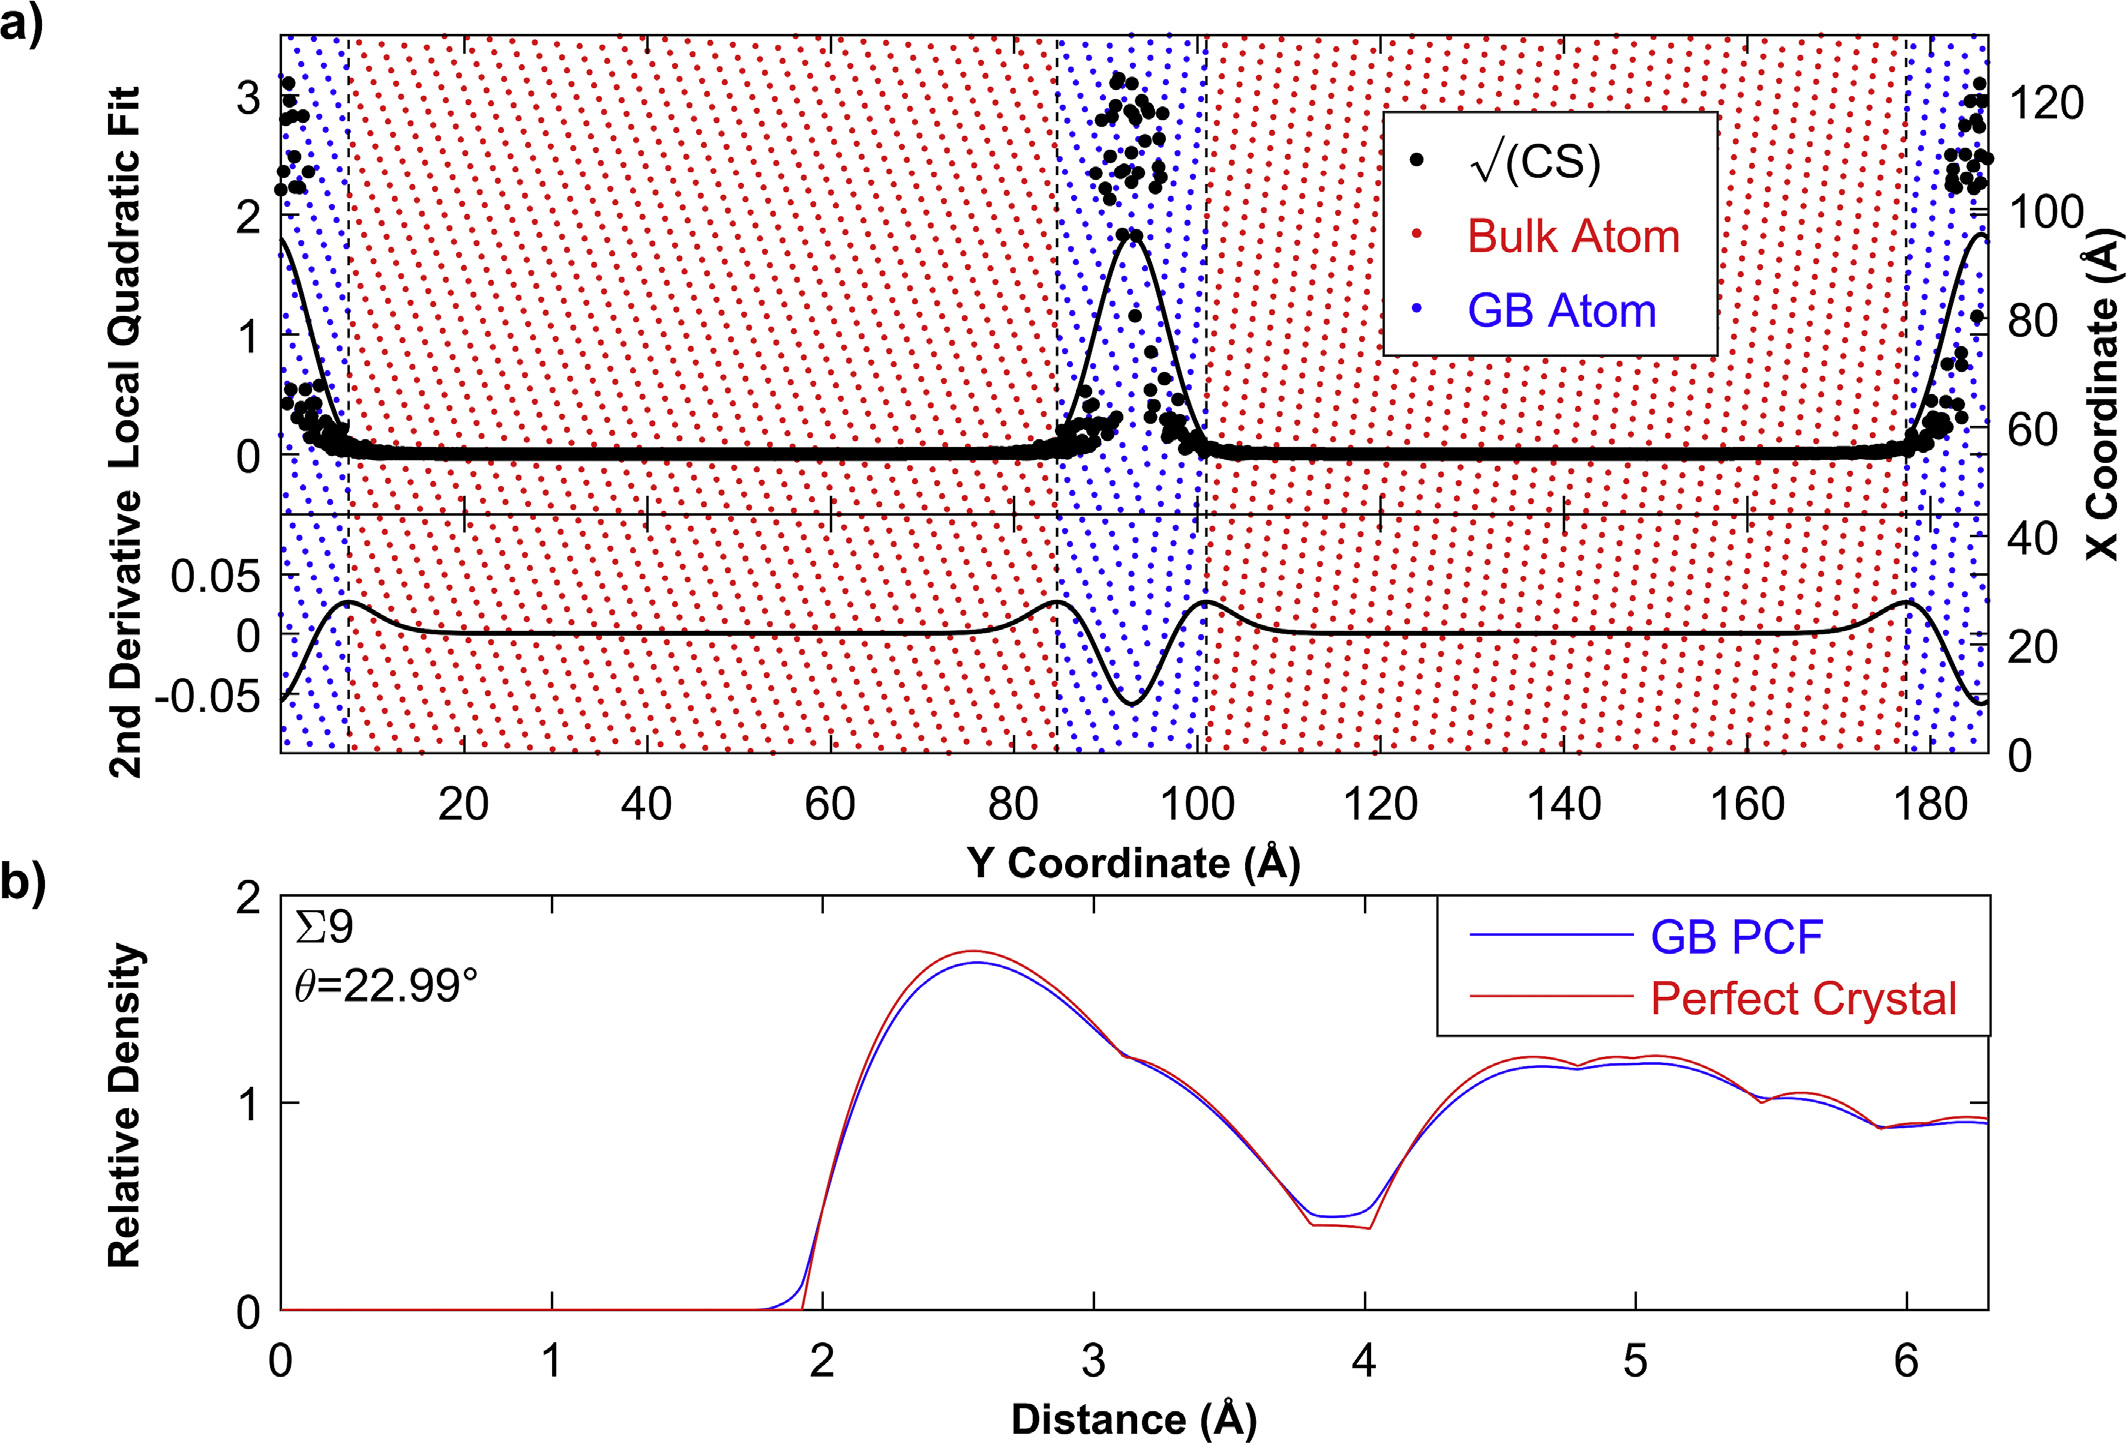 a)
2nd Derivative Local Quadratic Fit
3
2
1
0
0.05
0
-0.05
√(CS)
Bulk Atom
GB Atom
120
100
80
60
40
20
0
X Coordinate (Å)
20 40 60 80 100 120 140 160 180
Y Coordinate (Å)
b)
Relative Density
2
1
0
Σ9
θ=22.99°
GB PCF
Perfect Crystal
0 1 2 3 4 5 6
Distance (Å)